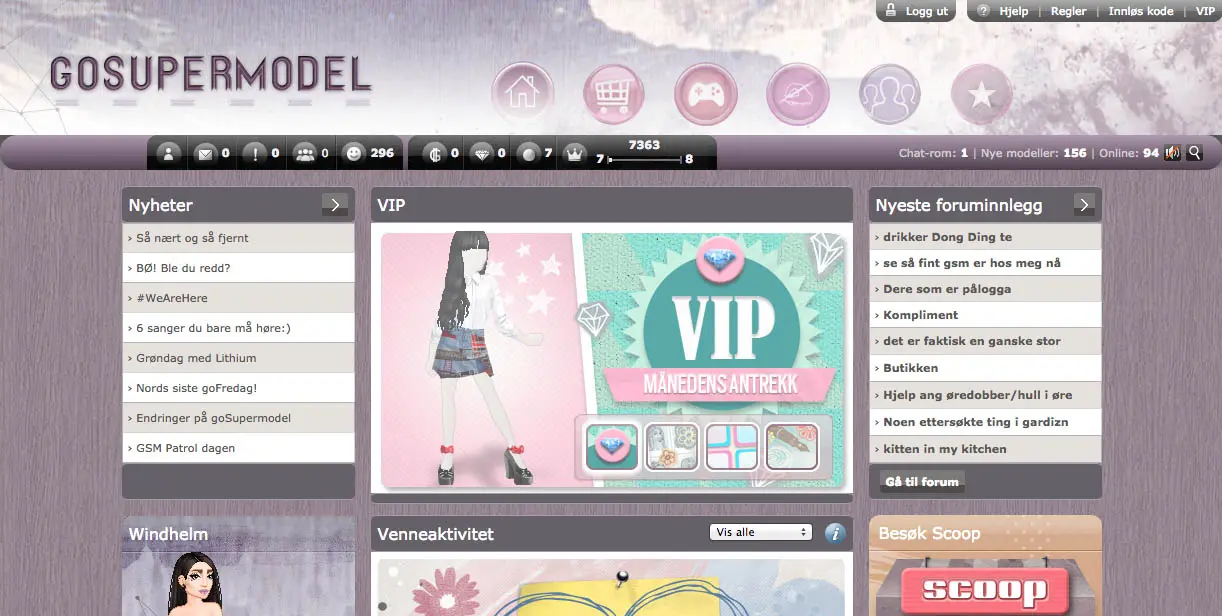 Logg ut
Hjelp | Regler | Innløs kode | VIP
GOSUPERMODEL
0 0 0 296
0 0 7 7363 7 8
Chat-rom: 1 | Nye modeller: 156 | Online: 94
Nyheter
› Så nært og så fjernt
› BØ! Ble du redd?
› #WeAreHere
› 6 sanger du bare må høre:)
› Grøndag med Lithium
› Nords siste goFredag!
› Endringer på goSupermodel
› GSM Patrol dagen
VIP
VIP
MÅNEDENS ANTREKK
Nyeste foruminnlegg
› drikker Dong Ding te
› se så fint gsm er hos meg nå
› Dere som er pålogga
› Kompliment
› det er faktisk en ganske stor
› Butikken
› Hjelp ang øredobber/hull i øre
› Noen ettersøkte ting i gardizn
› kitten in my kitchen
Gå til forum
Windhelm
Venneaktivitet
Vis alle
Besøk Scoop
scoop